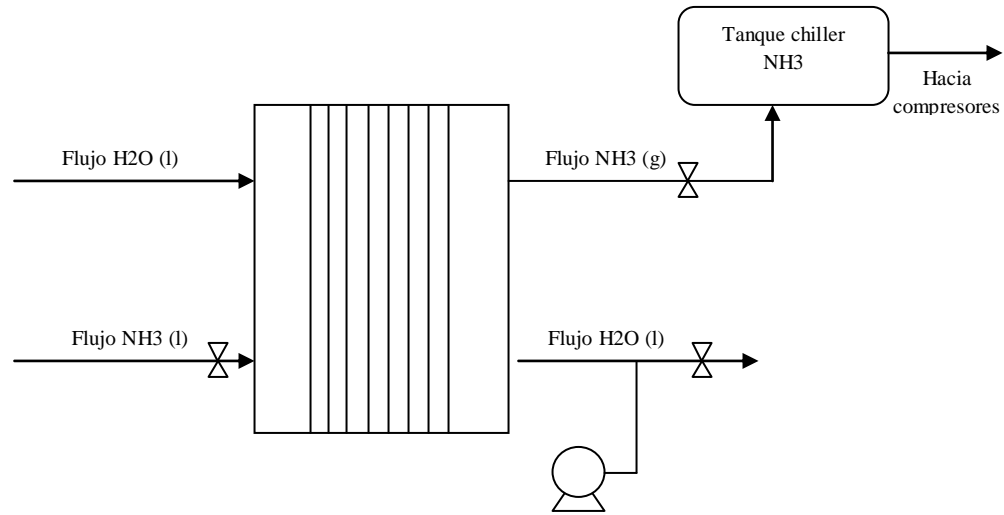 Tanque chiller
NH3
Hacia
compresores
Flujo H2O (l)
Flujo NH3 (g)
Flujo NH3 (l)
Flujo H2O (l)